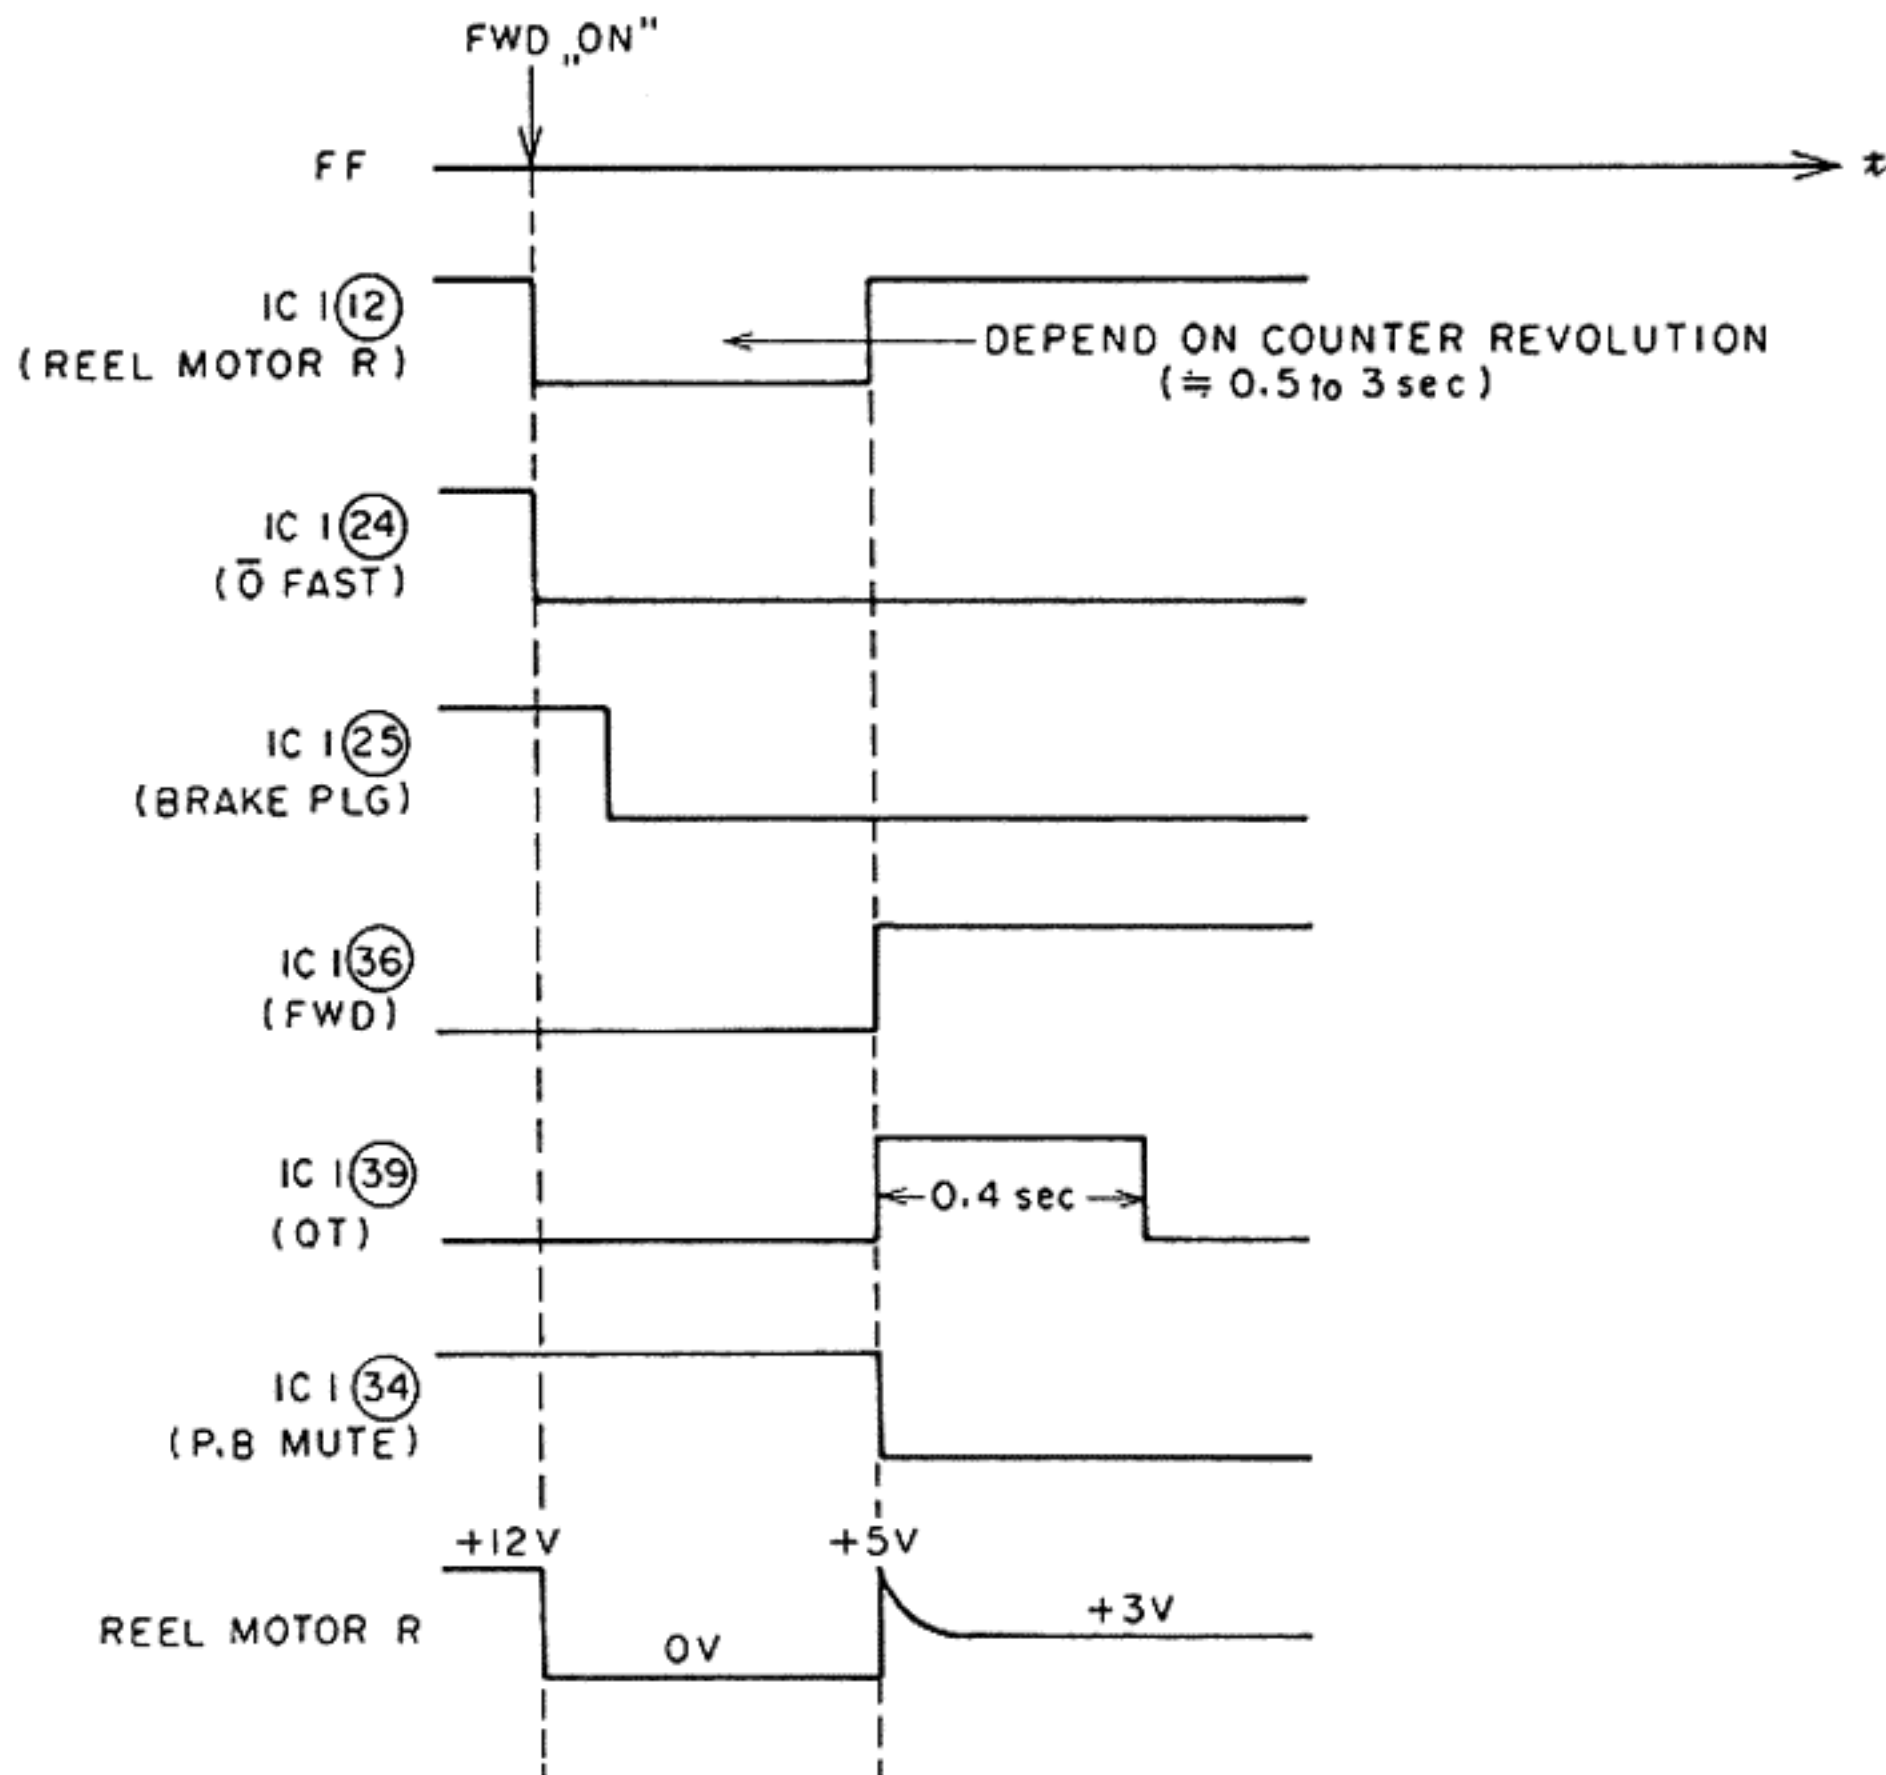 FWD „ON"
FF
t
IC 1 12
(REEL MOTOR R)
DEPEND ON COUNTER REVOLUTION
(≒ 0.5 to 3 sec)
IC 1 24
(Ō FAST)
IC 1 25
(BRAKE PLG)
IC 1 36
(FWD)
IC 1 39
(QT)
0.4 sec
IC 1 34
(P.B MUTE)
+12V
+5V
REEL MOTOR R
0V
+3V